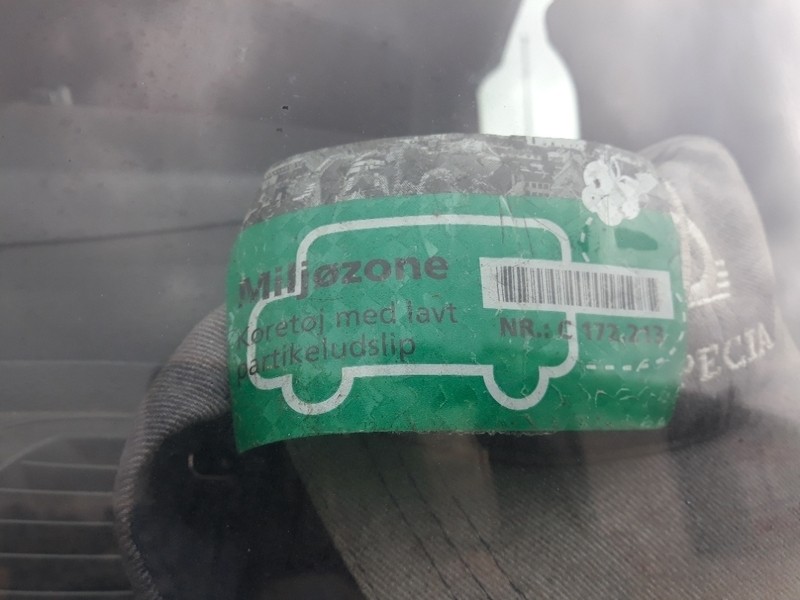 Miljøzone
Køretøj med lavt
partikeludslip
NR.: C 172.213
PECIA